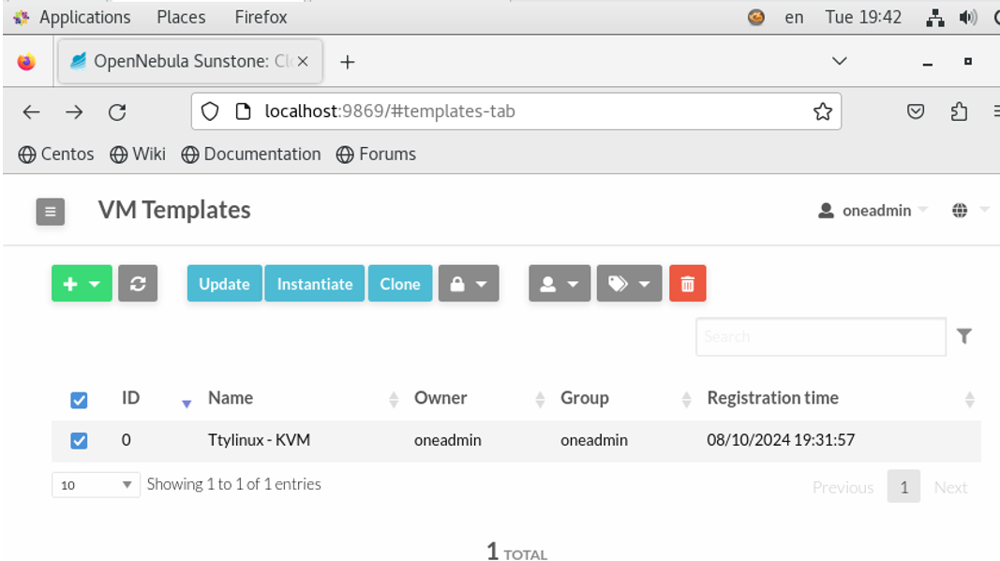 Applications Places Firefox en Tue 19:42
OpenNebula Sunstone: Clo
localhost:9869/#templates-tab
Centos Wiki Documentation Forums
VM Templates oneadmin
Update Instantiate Clone
Search
ID Name Owner Group Registration time
0 Ttylinux - KVM oneadmin oneadmin 08/10/2024 19:31:57
10 Showing 1 to 1 of 1 entries
Previous 1 Next
1 TOTAL